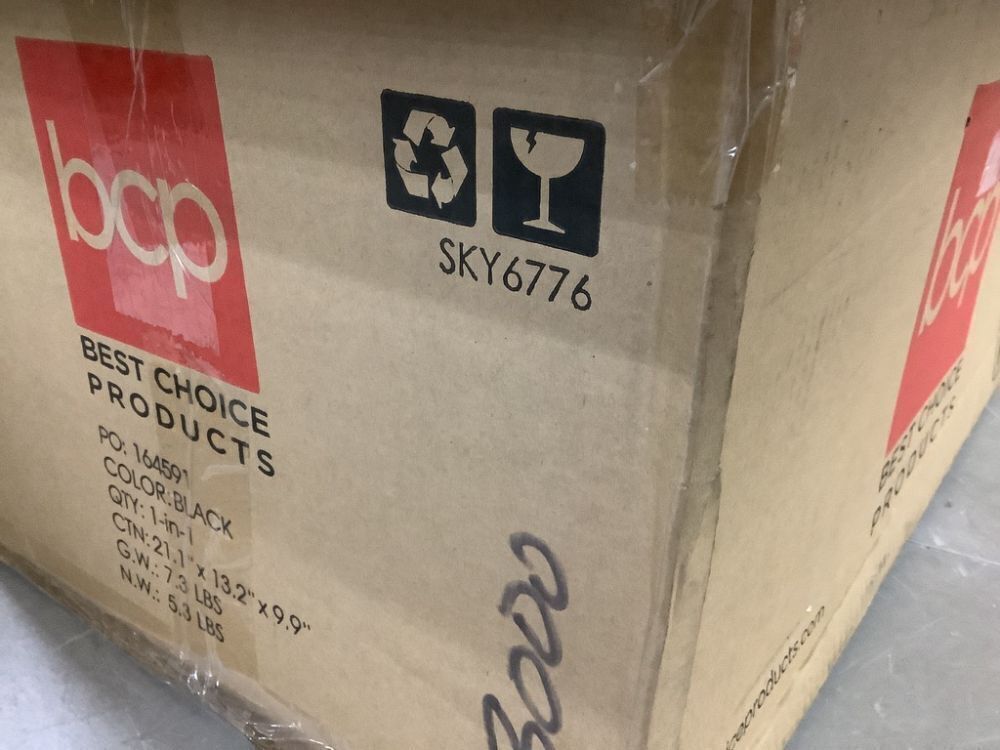 bcp
BEST CHOICE
PRODUCTS
PO: 164591
COLOR:BLACK
QTY: 1-in-1
CTN: 21.1" x 13.2" x 9.9"
G.W.: 7.3 LBS
N.W.: 5.3 LBS
SKY6776
bcp
BEST CHOICE
PRODUCTS